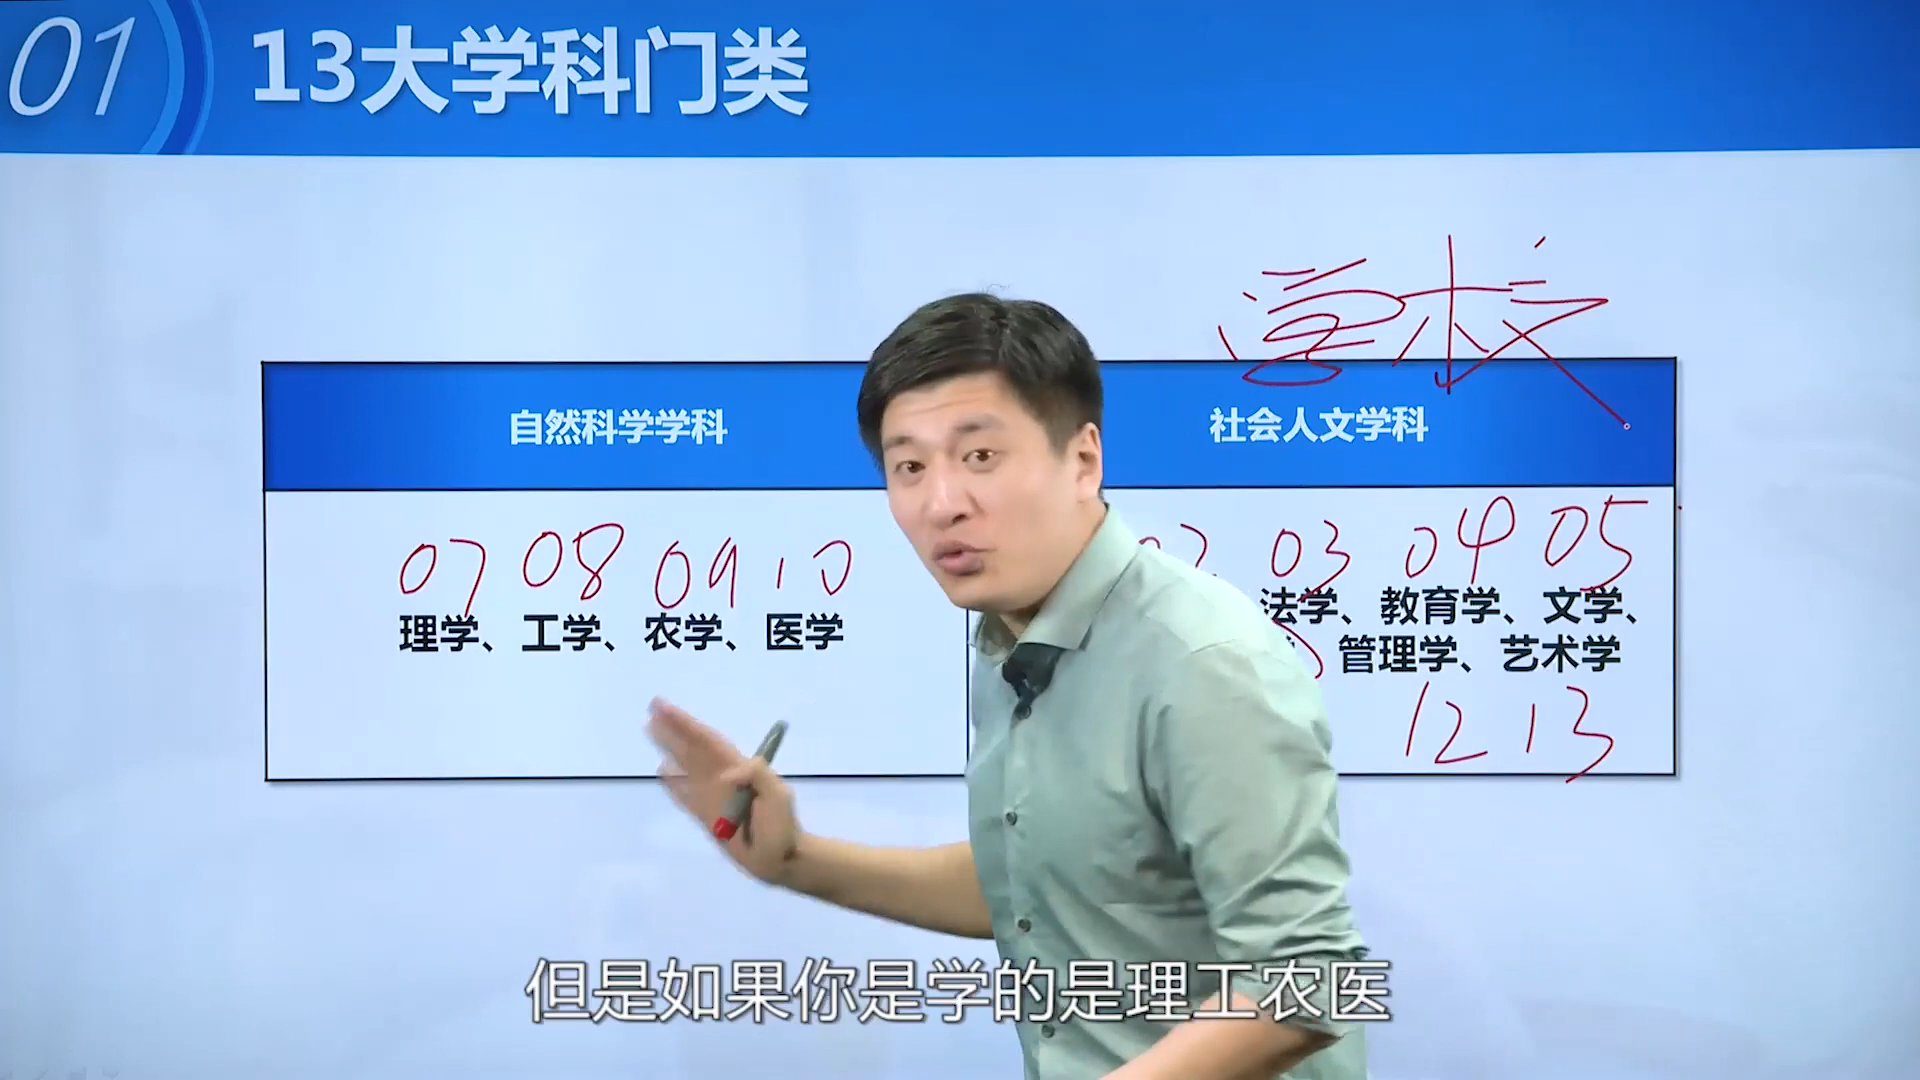 01 13大学科门类
学校
自然科学学科 社会人文学科
07 08 09 10 03 04 05
理学、工学、农学、医学 法学、教育学、文学、
管理学、艺术学
12 13
但是如果你是学的是理工农医